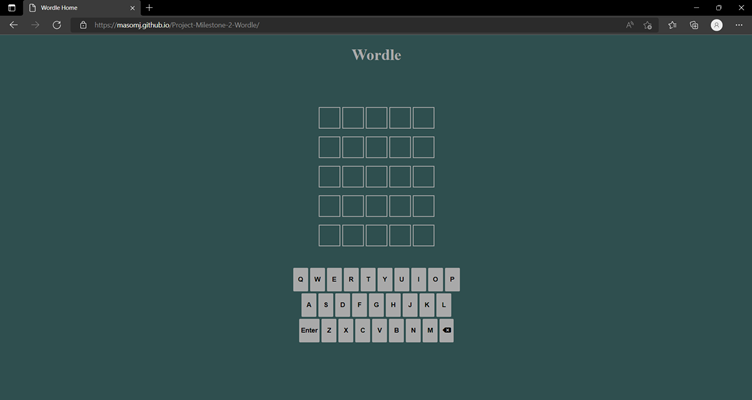 Wordle Home
https://masomj.github.io/Project-Milestone-2-Wordle/
Wordle
Q W E R T Y U I O P
A S D F G H J K L
Enter Z X C V B N M